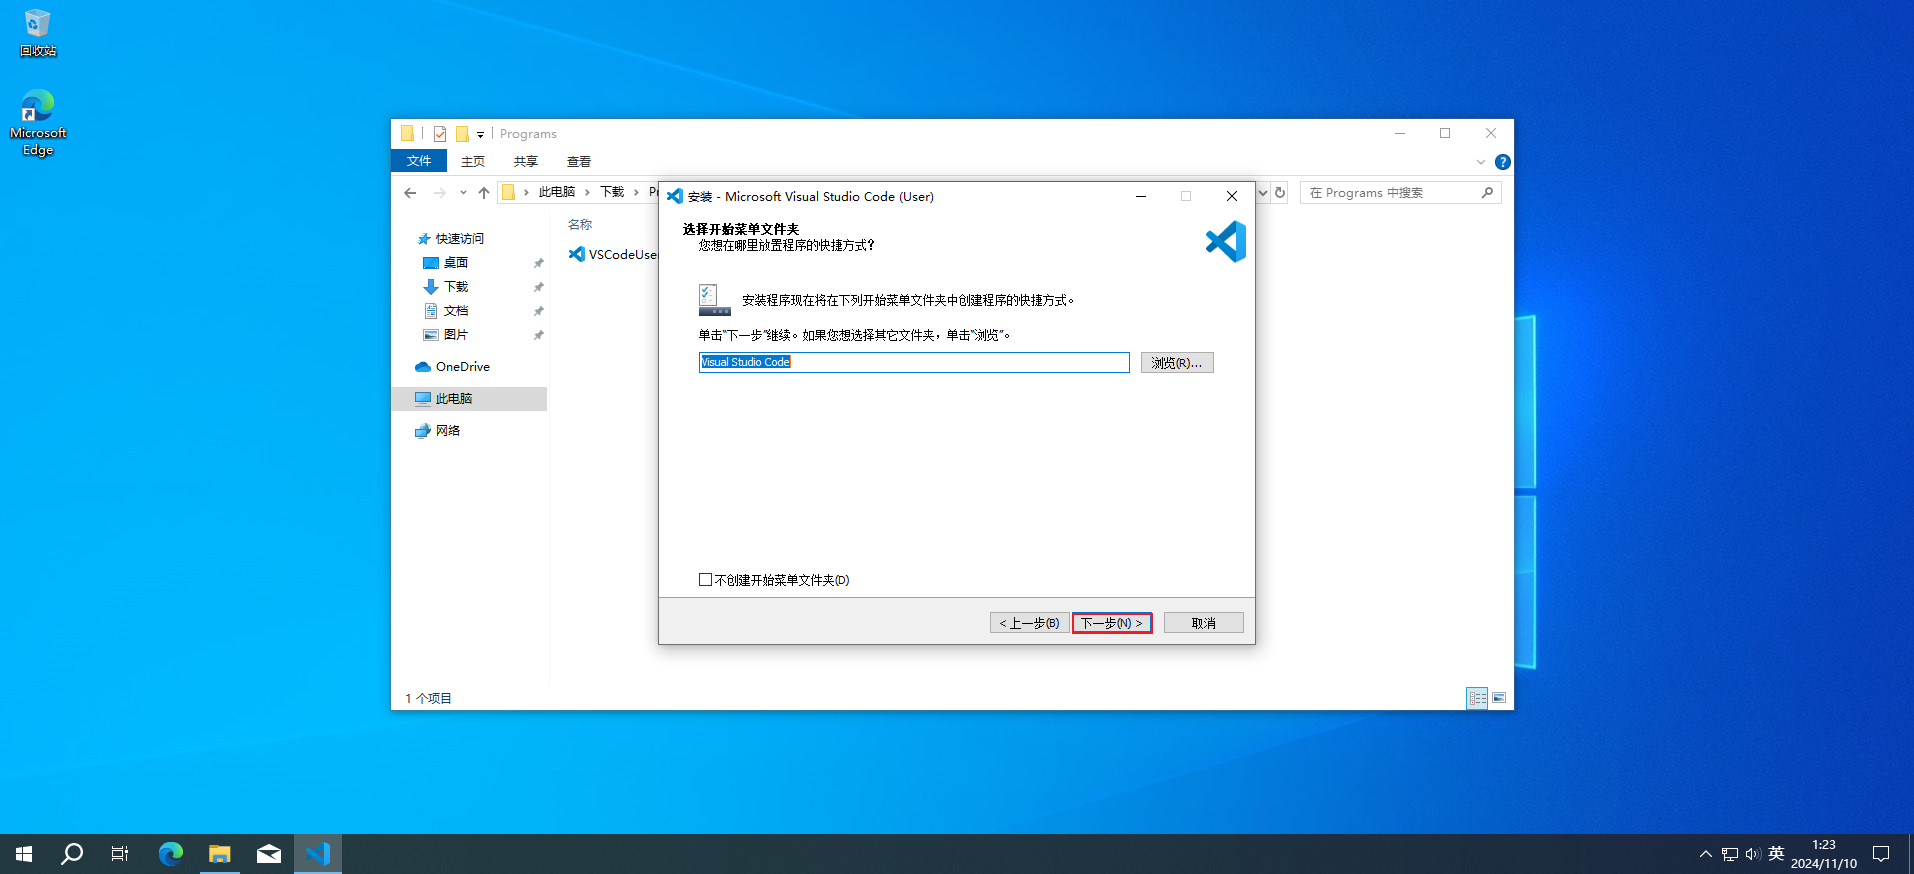 回收站
Microsoft
Edge
Programs
文件
主页
共享
查看
此电脑
下载
在 Programs 中搜索
快速访问
桌面
下载
文档
图片
OneDrive
此电脑
网络
名称
VSCodeUser
安装 - Microsoft Visual Studio Code (User)
选择开始菜单文件夹
您想在哪里放置程序的快捷方式?
安装程序现在将在下列开始菜单文件夹中创建程序的快捷方式。
单击“下一步”继续。如果您想选择其它文件夹，单击“浏览”。
Visual Studio Code
浏览(R)...
不创建开始菜单文件夹(D)
< 上一步(B)
下一步(N) >
取消
1 个项目
英
1:23
2024/11/10